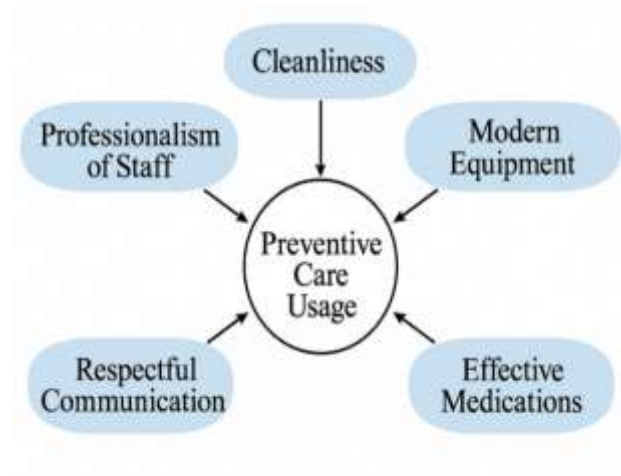 Cleanliness
Professionalism
of Staff
Modern
Equipment
Preventive
Care
Usage
Respectful
Communication
Effective
Medications